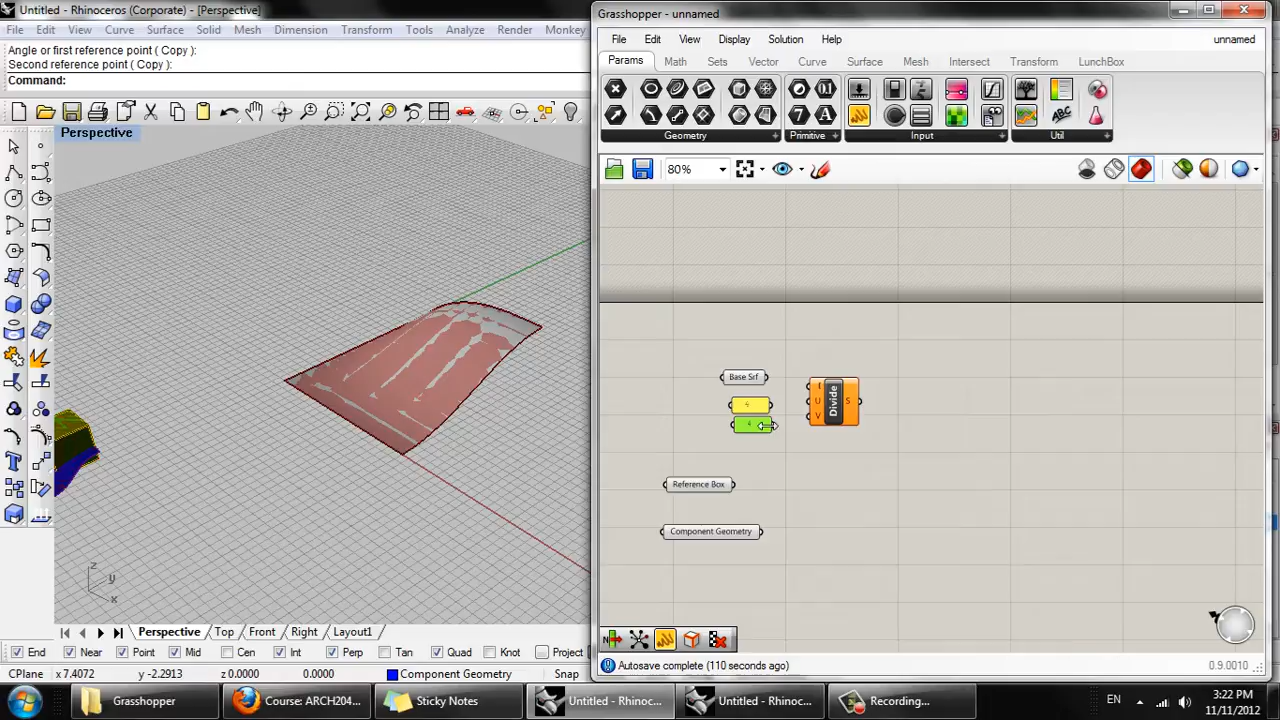 Untitled - Rhinoceros (Corporate) - [Perspective]
File Edit View Curve Surface Solid Mesh Dimension Transform Tools Analyze Render Monkey
Angle or first reference point ( Copy ):
Second reference point ( Copy ):
Command:
Perspective
z
y
x
Perspective Top Front Right Layout1
End Near Point Mid Cen Int Perp Tan Quad Knot Project
CPlane x 7.4072 y -2.2913 z 0.0000 0.0000 Component Geometry Snap
Grasshopper - unnamed
File Edit View Display Solution Help unnamed
Params Math Sets Vector Curve Surface Mesh Intersect Transform LunchBox
Geometry Primitive Input Util
80%
Base Srf
Divide
I
U
V
S
Reference Box
Component Geometry
Autosave complete (110 seconds ago) 0.9.0010
Grasshopper Course: ARCH204... Sticky Notes Untitled - Rhinoc... Untitled - Rhinoc... Recording... EN 3:22 PM
11/11/2012